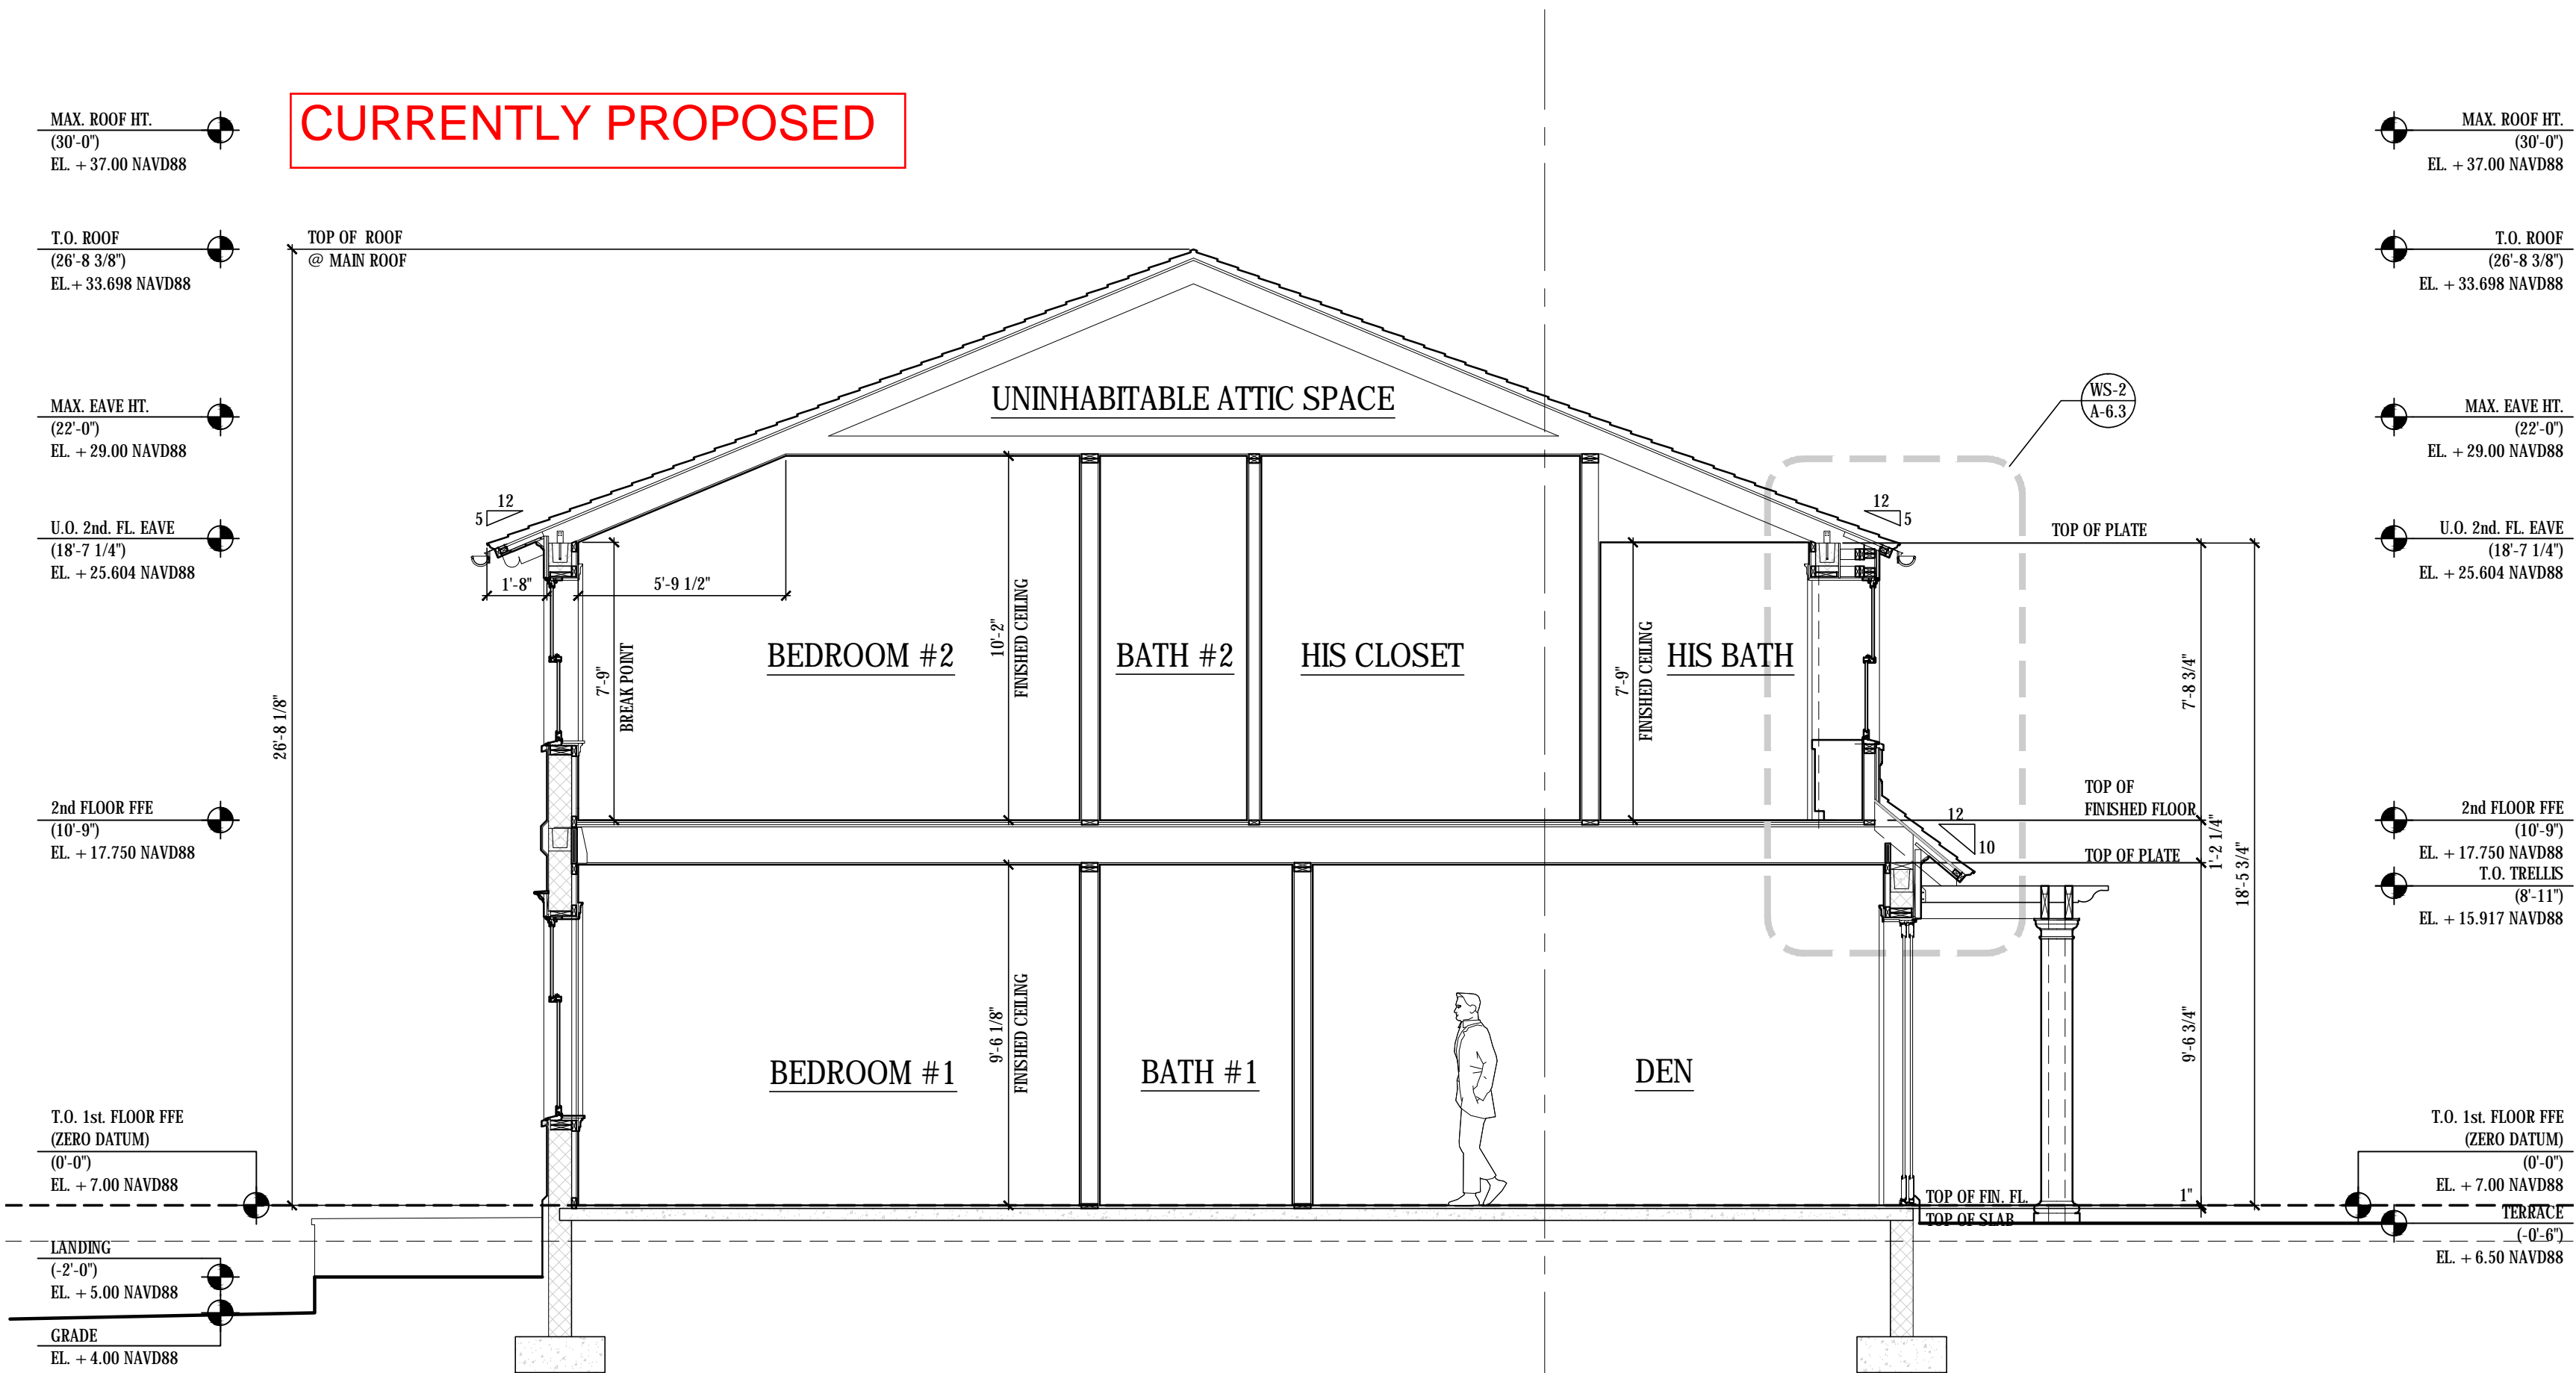 CURRENTLY PROPOSED
MAX. ROOF HT.
(30'-0")
EL. +37.00 NAVD88
T.O. ROOF
(26'-8 3/8")
EL.+33.698 NAVD88
MAX. EAVE HT.
(22'-0")
EL. +29.00 NAVD88
U.O. 2nd. FL. EAVE
(18'-7 1/4")
EL. +25.604 NAVD88
2nd FLOOR FFE
(10'-9")
EL. +17.750 NAVD88
T.O. 1st. FLOOR FFE
(ZERO DATUM)
(0'-0")
EL. +7.00 NAVD88
LANDING
(-2'-0")
EL. +5.00 NAVD88
GRADE
EL. +4.00 NAVD88
TOP OF ROOF
@ MAIN ROOF
26'-8 1/8"
UNINHABITABLE ATTIC SPACE
12
5
1'-8"
5'-9 1/2"
7'-9"
BREAK POINT
BEDROOM #2
10'-2"
FINISHED CEILING
BATH #2
HIS CLOSET
7'-9"
FINISHED CEILING
HIS BATH
12
5
WS-2
A-6.3
TOP OF PLATE
7'-8 3/4"
TOP OF
FINISHED FLOOR
12
10
TOP OF PLATE
1'-2 1/4"
18'-5 3/4"
9'-6 3/4"
BEDROOM #1
9'-6 1/8"
FINISHED CEILING
BATH #1
DEN
TOP OF FIN. FL.
TOP OF SLAB
1"
MAX. ROOF HT.
(30'-0")
EL. +37.00 NAVD88
T.O. ROOF
(26'-8 3/8")
EL. +33.698 NAVD88
MAX. EAVE HT.
(22'-0")
EL. +29.00 NAVD88
U.O. 2nd. FL. EAVE
(18'-7 1/4")
EL. +25.604 NAVD88
2nd FLOOR FFE
(10'-9")
EL. +17.750 NAVD88
T.O. TRELLIS
(8'-11")
EL. +15.917 NAVD88
T.O. 1st. FLOOR FFE
(ZERO DATUM)
(0'-0")
EL. +7.00 NAVD88
TERRACE
(-0'-6")
EL. +6.50 NAVD88